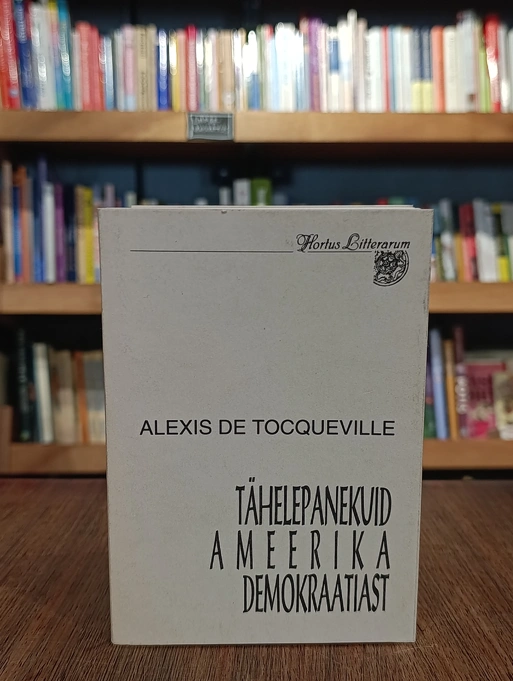 Hortus Litterarum
ALEXIS DE TOCQUEVILLE
TÄHELEPANEKUID
AMEERIKA
DEMOKRAATIAST